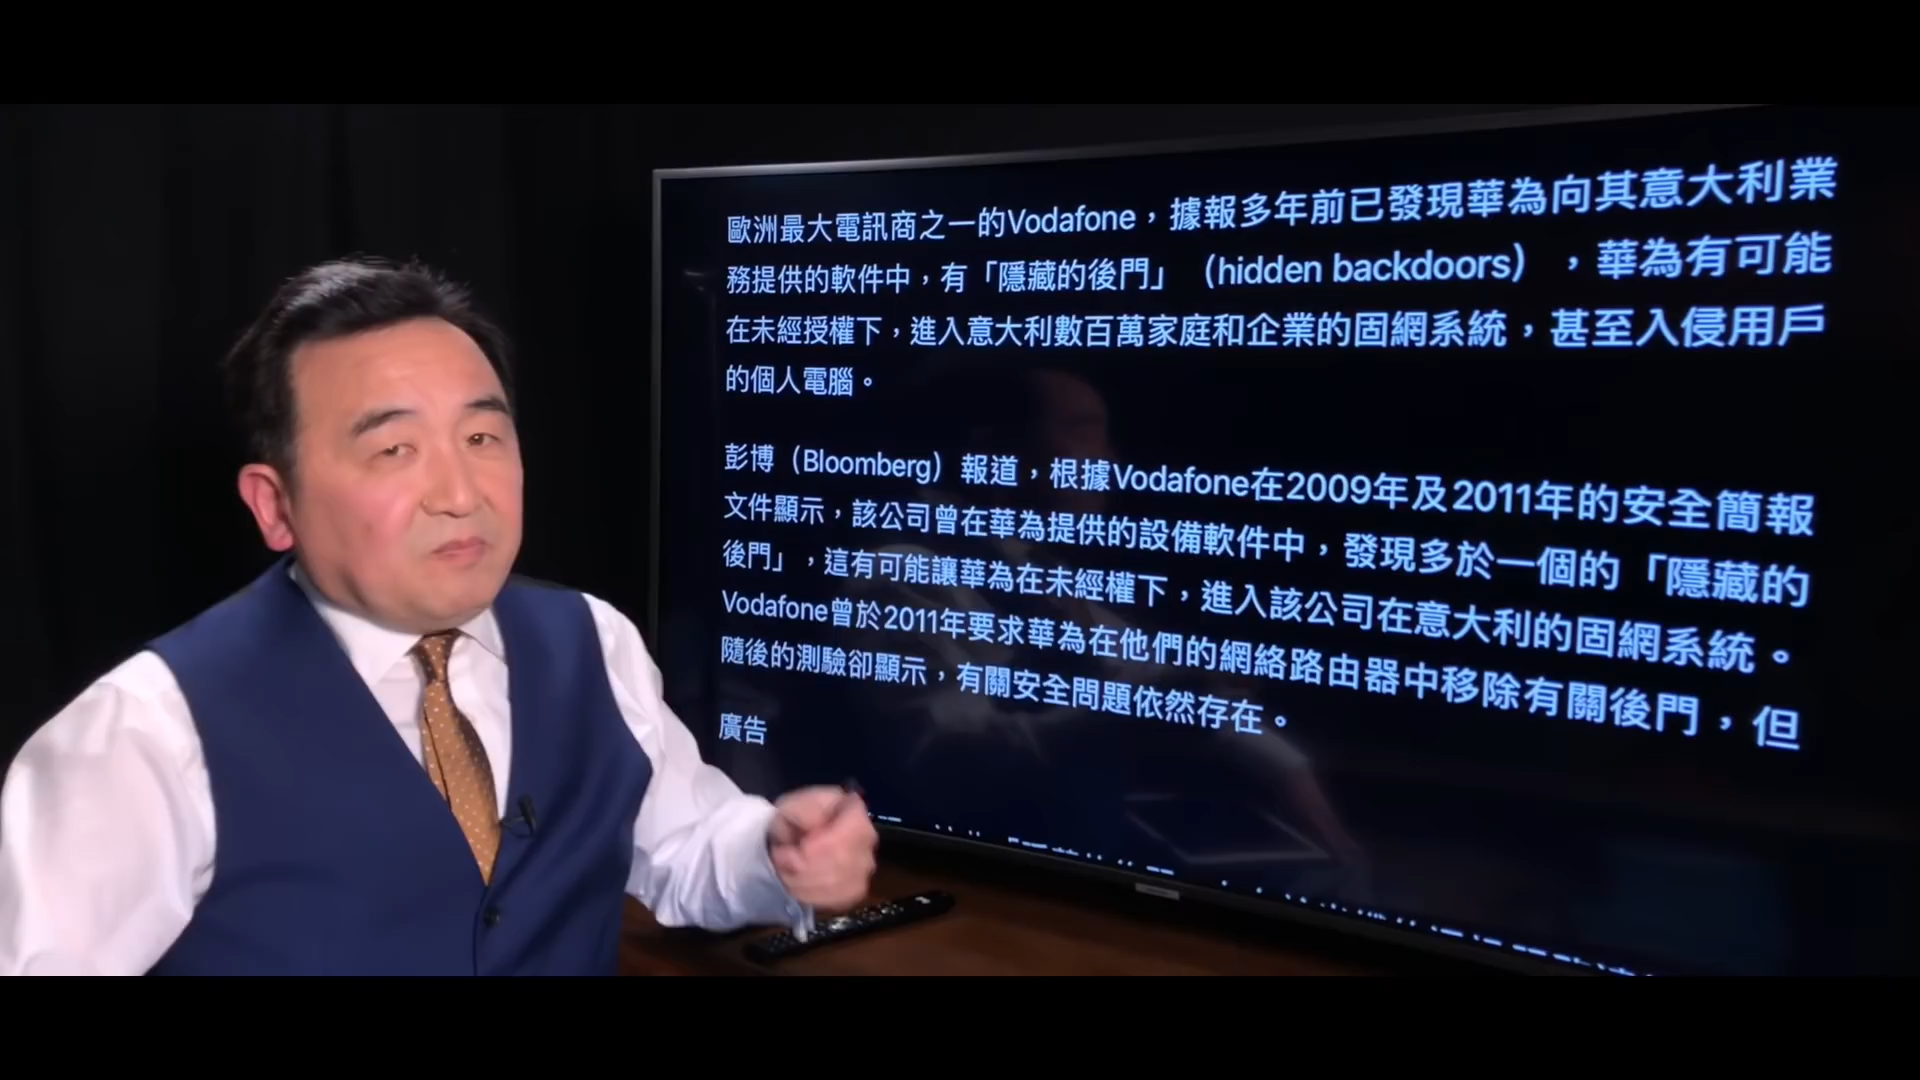 歐洲最大電訊商之一的Vodafone，據報多年前已發現華為向其意大利業
務提供的軟件中，有「隱藏的後門」（hidden backdoors），華為有可能
在未經授權下，進入意大利數百萬家庭和企業的固網系統，甚至入侵用戶
的個人電腦。
彭博（Bloomberg）報道，根據Vodafone在2009年及2011年的安全簡報
文件顯示，該公司曾在華為提供的設備軟件中，發現多於一個的「隱藏的
後門」，這有可能讓華為在未經權下，進入該公司在意大利的固網系統。
Vodafone曾於2011年要求華為在他們的網絡路由器中移除有關後門，但
隨後的測驗卻顯示，有關安全問題依然存在。
廣告